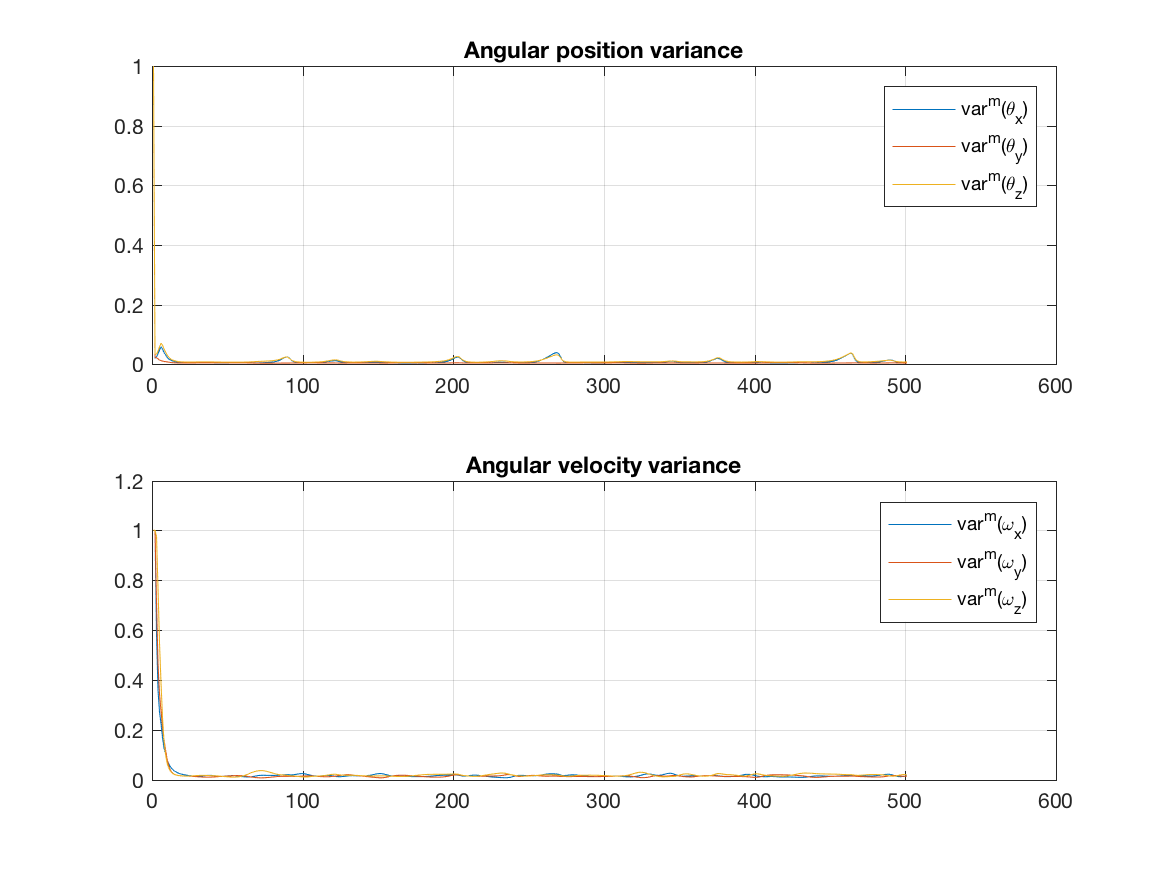 Angular position variance
1
0.8
0.6
0.4
0.2
0
0 100 200 300 400 500 600
var^m(θ_x)
var^m(θ_y)
var^m(θ_z)
Angular velocity variance
1.2
1
0.8
0.6
0.4
0.2
0
0 100 200 300 400 500 600
var^m(ω_x)
var^m(ω_y)
var^m(ω_z)